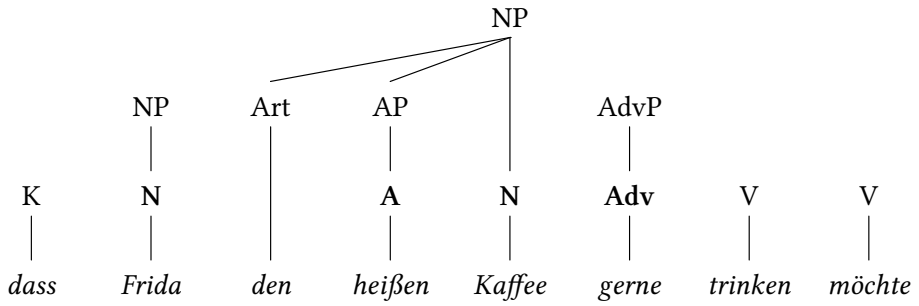 NP
NP Art AP AdvP
K N A N Adv V V
dass Frida den heißen Kaffee gerne trinken möchte